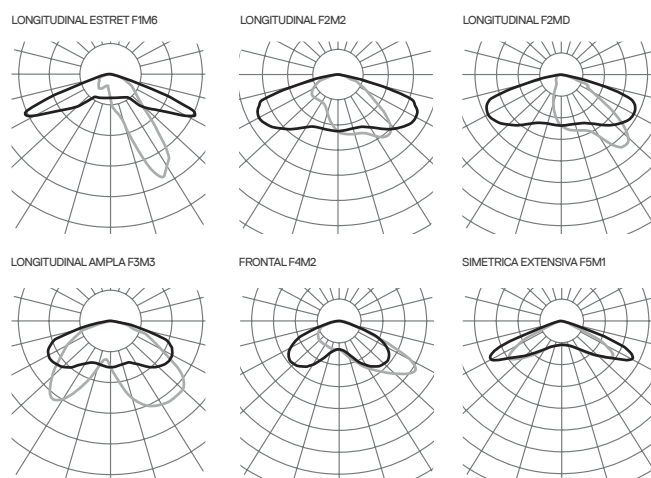 LONGITUDINAL ESTRET F1M6
LONGITUDINAL F2M2
LONGITUDINAL F2MD
LONGITUDINAL AMPLA F3M3
FRONTAL F4M2
SIMETRICA EXTENSIVA F5M1